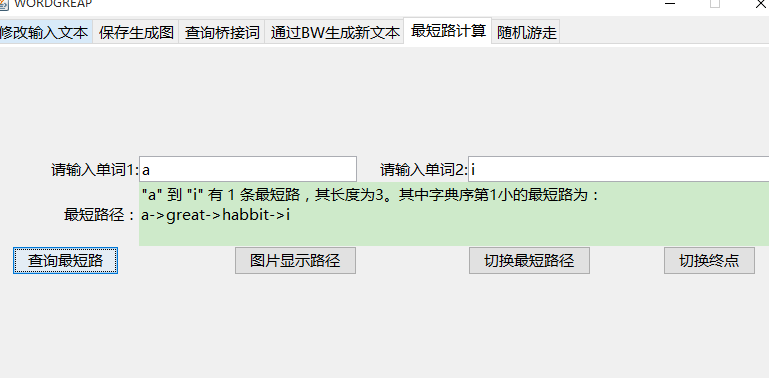 WORDGREAP
修改输入文本 保存生成图 查询桥接词 通过BW生成新文本 最短路计算 随机游走
请输入单词1: a 请输入单词2: i
"a" 到 "i" 有 1 条最短路，其长度为3。其中字典序第1小的最短路为：
最短路径： a->great->habbit->i
查询最短路 图片显示路径 切换最短路径 切换终点